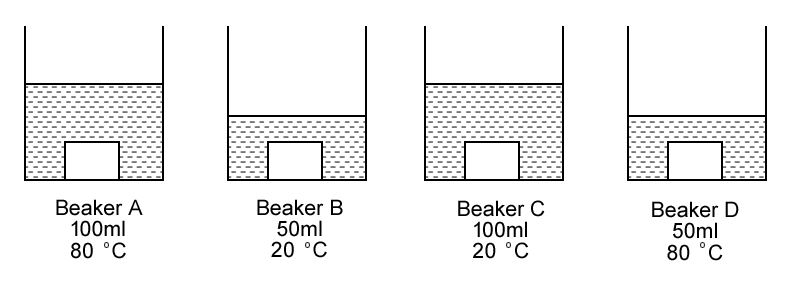 Beaker A
100ml
80 °C
Beaker B
50ml
20 °C
Beaker C
100ml
20 °C
Beaker D
50ml
80 °C